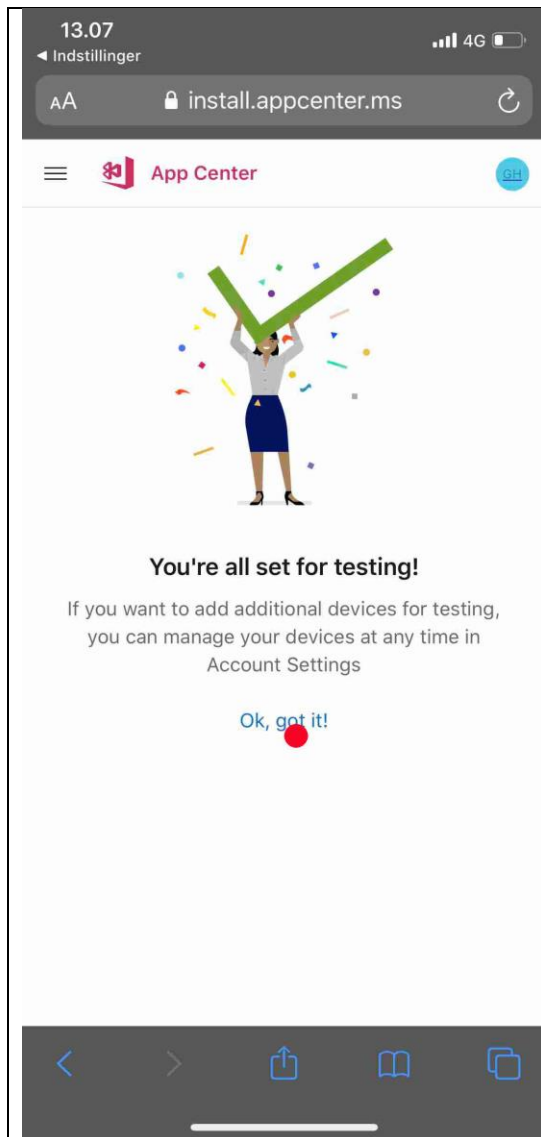 13.07
4G
◀ Indstillinger
AA install.appcenter.ms
App Center
GH
You're all set for testing!
If you want to add additional devices for testing,
you can manage your devices at any time in
Account Settings
Ok, got it!